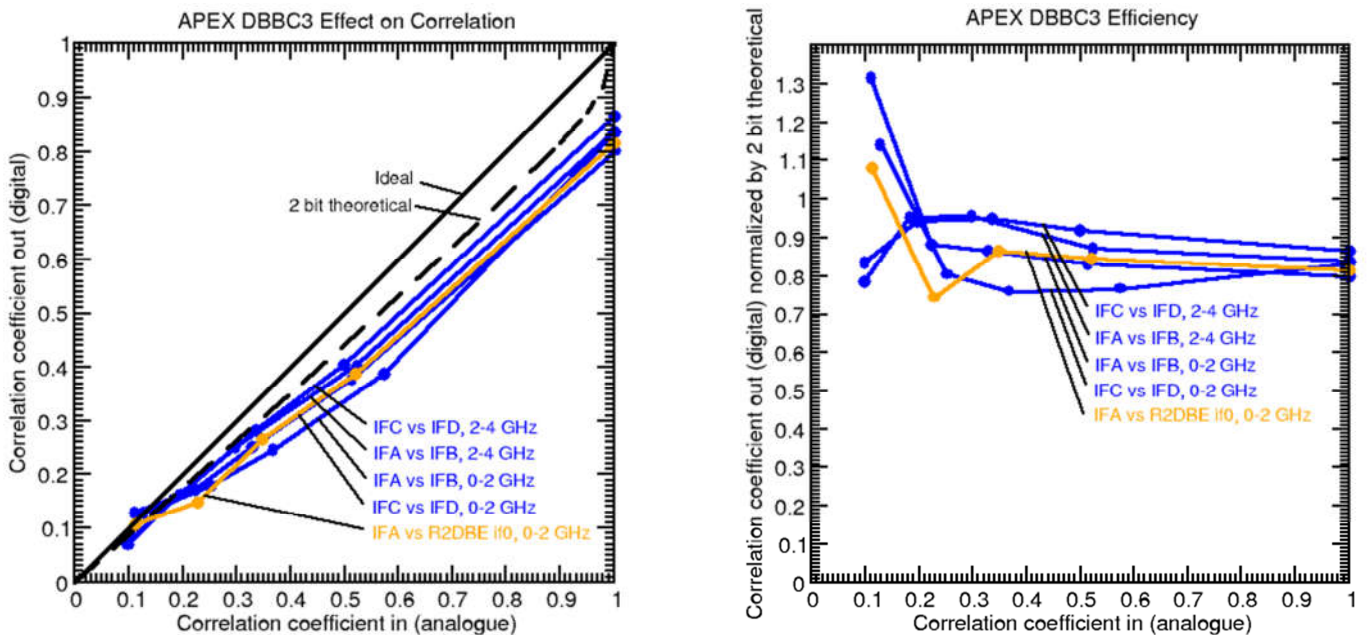 APEX DBBC3 Effect on Correlation
Correlation coefficient out (digital)
1
0.9
0.8
0.7
0.6
0.5
0.4
0.3
0.2
0.1
0
Ideal
2 bit theoretical
IFC vs IFD, 2-4 GHz
IFA vs IFB, 2-4 GHz
IFA vs IFB, 0-2 GHz
IFC vs IFD, 0-2 GHz
IFA vs R2DBE if0, 0-2 GHz
0 0.1 0.2 0.3 0.4 0.5 0.6 0.7 0.8 0.9 1
Correlation coefficient in (analogue)
APEX DBBC3 Efficiency
Correlation coefficient out (digital) normalized by 2 bit theoretical
1.3
1.2
1.1
1
0.9
0.8
0.7
0.6
0.5
0.4
0.3
0.2
0.1
0
IFC vs IFD, 2-4 GHz
IFA vs IFB, 2-4 GHz
IFA vs IFB, 0-2 GHz
IFC vs IFD, 0-2 GHz
IFA vs R2DBE if0, 0-2 GHz
0 0.1 0.2 0.3 0.4 0.5 0.6 0.7 0.8 0.9 1
Correlation coefficient in (analogue)